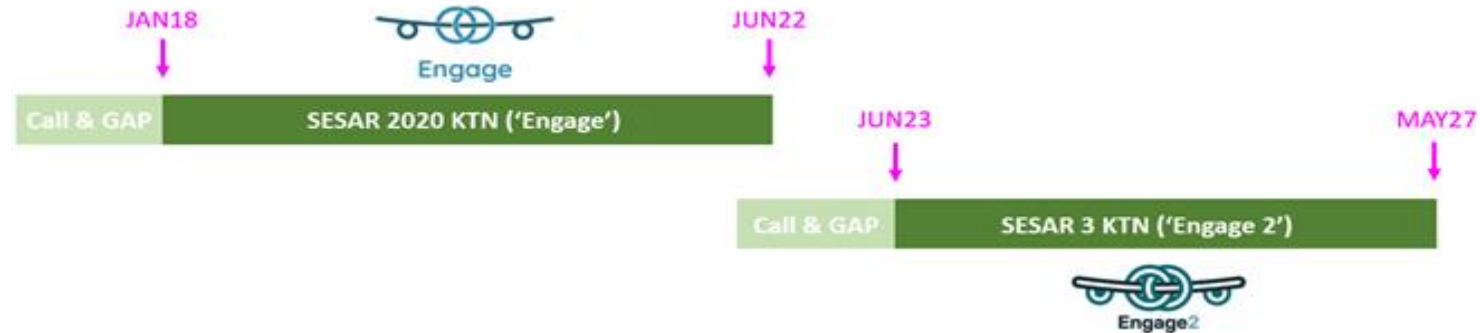 JAN18
JUN22
Engage
Call & GAP
SESAR 2020 KTN (‘Engage’)
JUN23
MAY27
Call & GAP
SESAR 3 KTN (‘Engage 2’)
Engage2